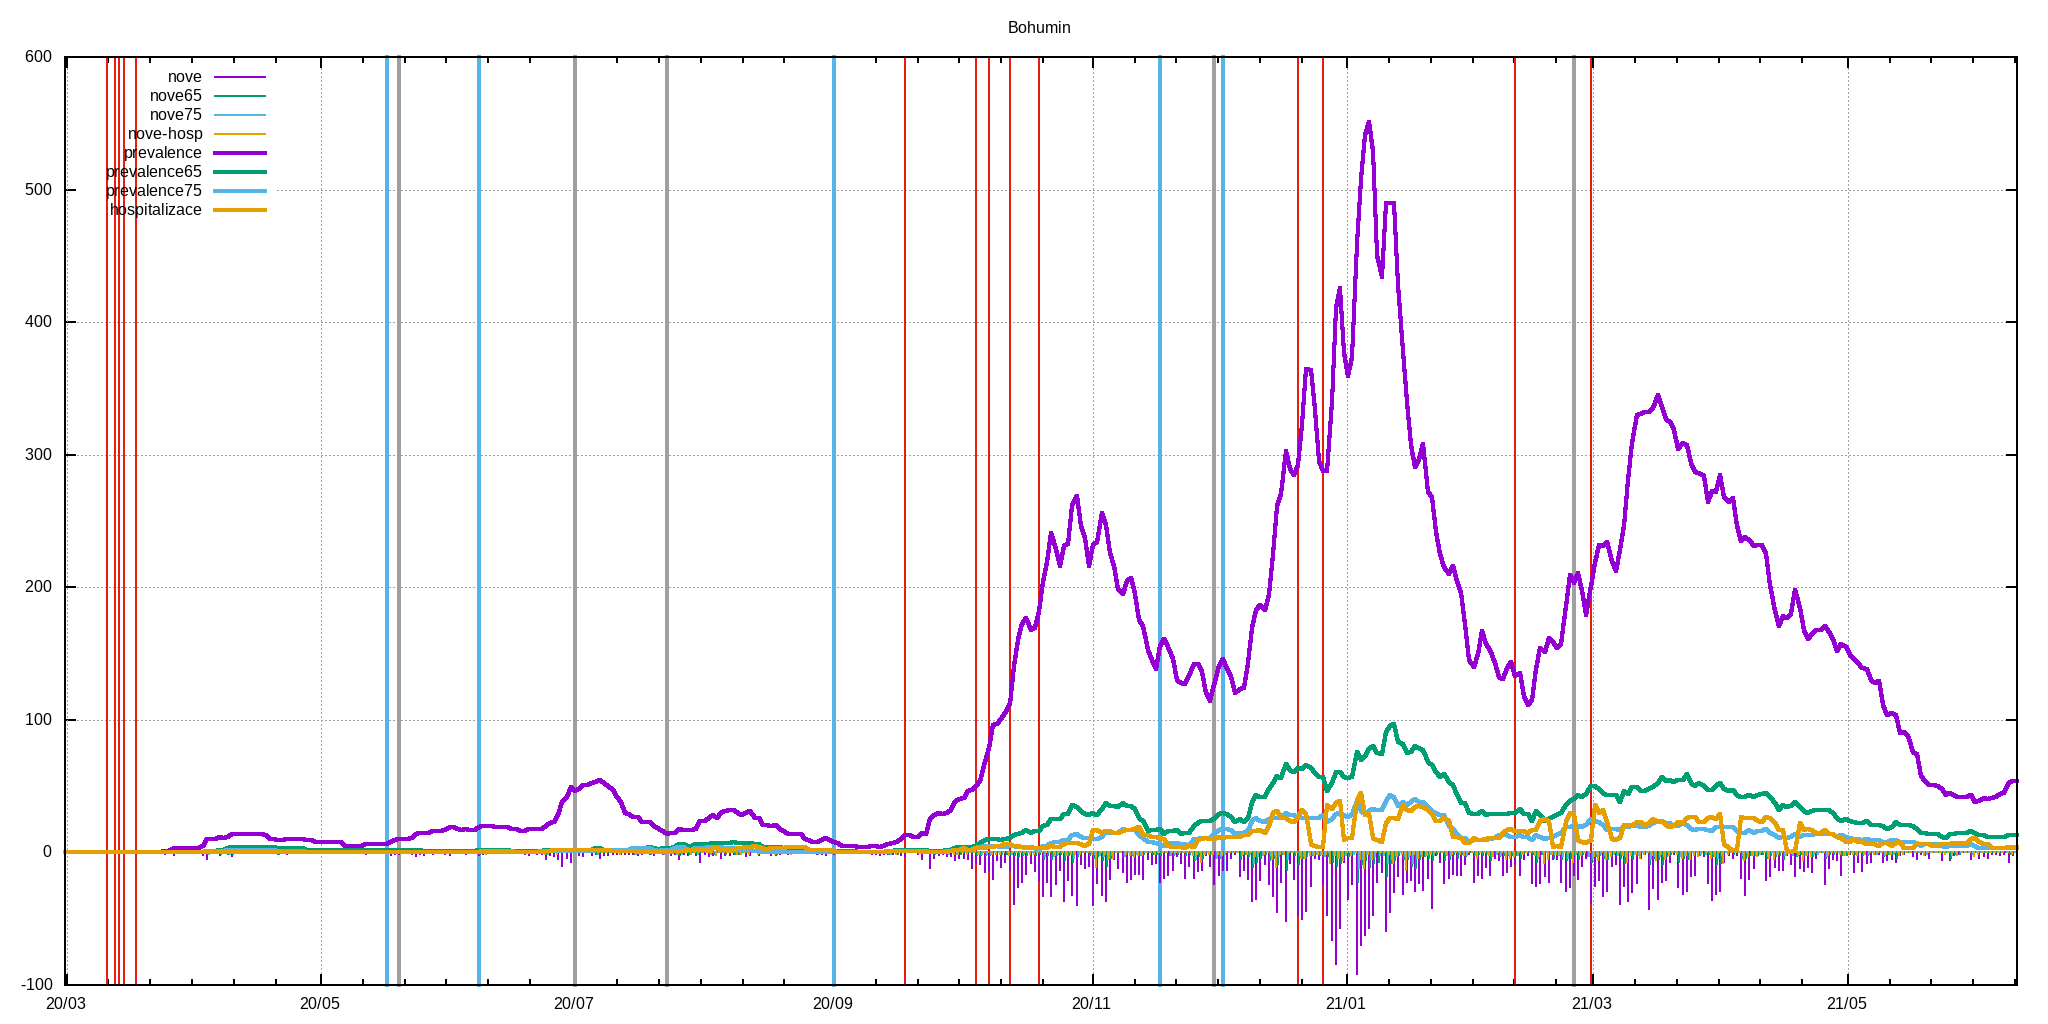 Bohumin
600
500
400
300
200
100
0
-100
nove
nove65
nove75
nove-hosp
prevalence
prevalence65
prevalence75
hospitalizace
20/03 20/05 20/07 20/09 20/11 21/01 21/03 21/05